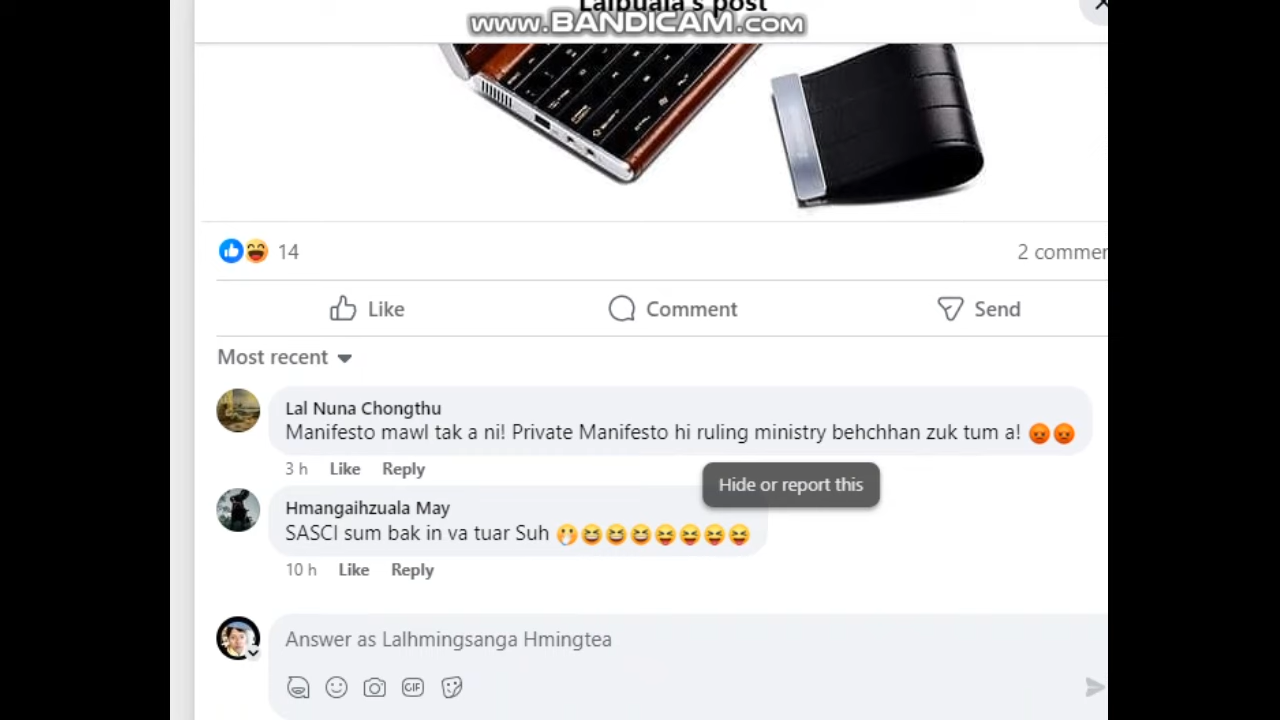 Lalbuala's post
www.BANDICAM.com
14
2 commen
Like
Comment
Send
Most recent
Lal Nuna Chongthu
Manifesto mawl tak a ni! Private Manifesto hi ruling ministry behchhan zuk tum a! 😡😡
3 h Like Reply
Hide or report this
Hmangaihzuala May
SASCI sum bak in va tuar Suh 🤭😆😆😆😝😝😝😝
10 h Like Reply
Answer as Lalhmingsanga Hmingtea
GIF